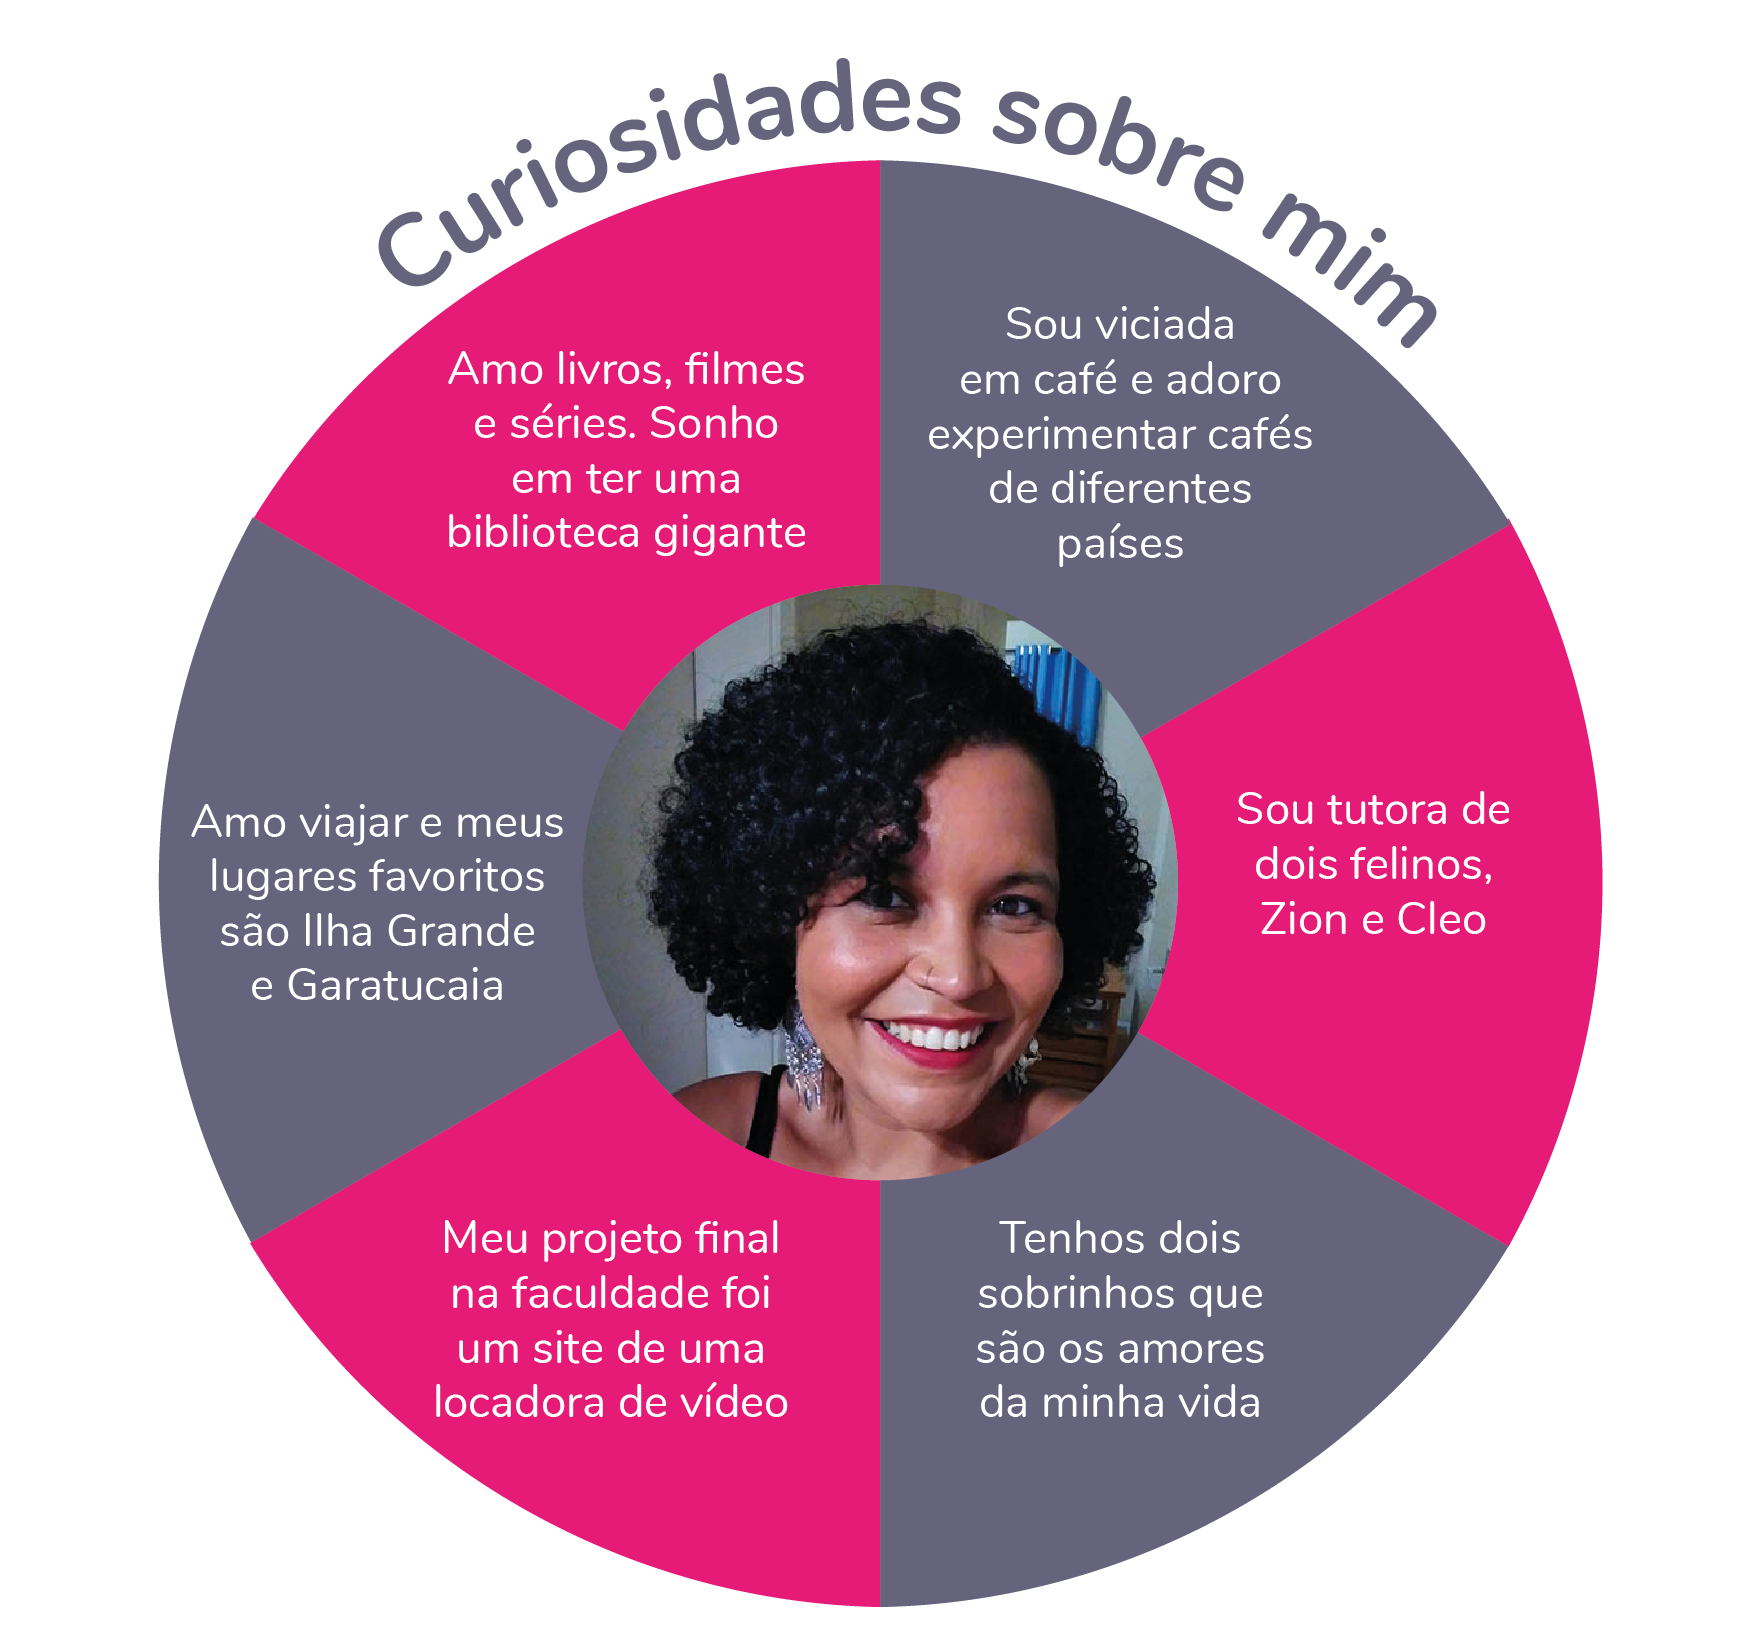 Curiosidades sobre mim
Amo livros, filmes
e séries. Sonho
em ter uma
biblioteca gigante
Sou viciada
em café e adoro
experimentar cafés
de diferentes
países
Amo viajar e meus
lugares favoritos
são Ilha Grande
e Garatucaia
Sou tutora de
dois felinos,
Zion e Cleo
Meu projeto final
na faculdade foi
um site de uma
locadora de vídeo
Tenhos dois
sobrinhos que
são os amores
da minha vida